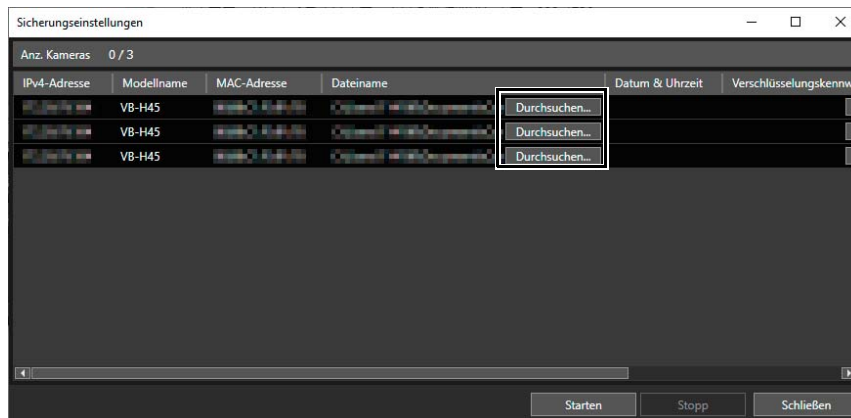 Sicherungseinstellungen
Anz. Kameras 0 / 3
IPv4-Adresse Modellname MAC-Adresse Dateiname Datum & Uhrzeit Verschlüsselungskennw
VB-H45 Durchsuchen...
VB-H45 Durchsuchen...
VB-H45 Durchsuchen...
Starten Stopp Schließen